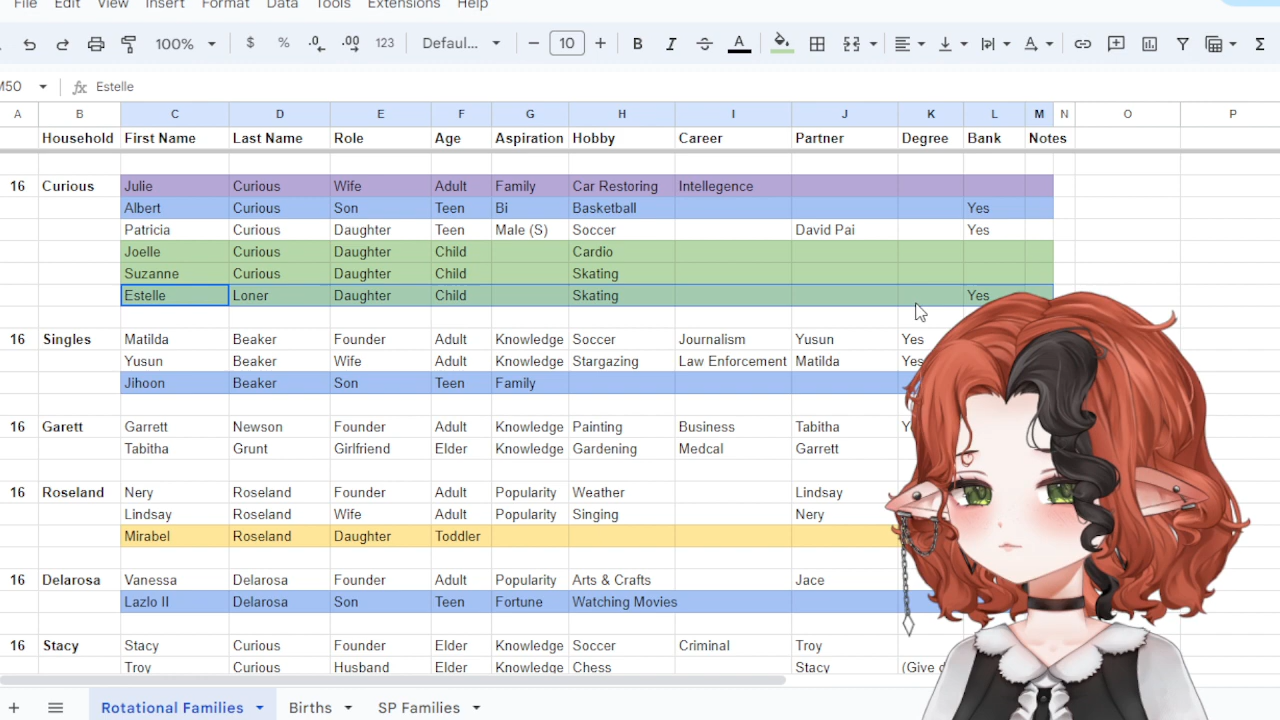 File Edit View Insert Format Data Tools Extensions Help
100% $ % .0 .00 123 Defaul... − 10 + B I A A Σ
M50 fx Estelle
A B C D E F G H I J K L M N O P
Household First Name Last Name Role Age Aspiration Hobby Career Partner Degree Bank Notes
16 Curious Julie Curious Wife Adult Family Car Restoring Intellegence
Albert Curious Son Teen Bi Basketball Yes
Patricia Curious Daughter Teen Male (S) Soccer David Pai Yes
Joelle Curious Daughter Child Cardio
Suzanne Curious Daughter Child Skating
Estelle Loner Daughter Child Skating Yes
16 Singles Matilda Beaker Founder Adult Knowledge Soccer Journalism Yusun Yes
Yusun Beaker Wife Adult Knowledge Stargazing Law Enforcement Matilda Yes
Jihoon Beaker Son Teen Family
16 Garett Garrett Newson Founder Adult Knowledge Painting Business Tabitha
Tabitha Grunt Girlfriend Elder Knowledge Gardening Medcal Garrett
16 Roseland Nery Roseland Founder Adult Popularity Weather Lindsay
Lindsay Roseland Wife Adult Popularity Singing Nery
Mirabel Roseland Daughter Toddler
16 Delarosa Vanessa Delarosa Founder Adult Popularity Arts & Crafts Jace
Lazlo II Delarosa Son Teen Fortune Watching Movies
16 Stacy Stacy Curious Founder Elder Knowledge Soccer Criminal Troy
Troy Curious Husband Elder Knowledge Chess Stacy (Give
+ Rotational Families Births SP Families